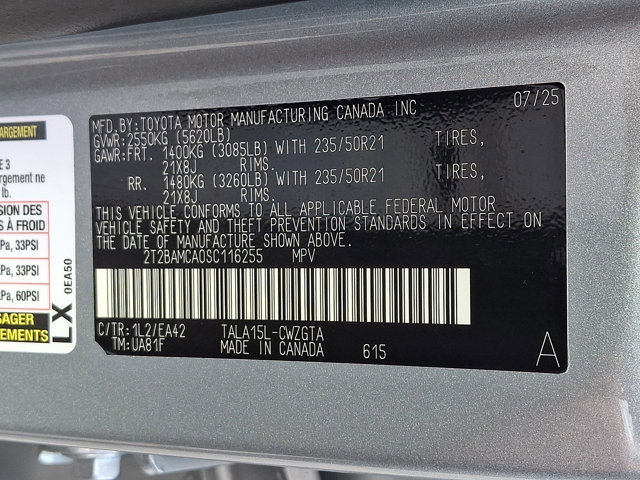 ARGEMENT
E 3
argement ne
lb.
SION DES
À FROID
Pa, 33PSI
Pa, 33PSI
Pa, 60PSI
SAGER
EMENTS
LX
0EA50
MFD.BY:TOYOTA MOTOR MANUFACTURING CANADA INC 07/25
GVWR:2550KG (5620LB)
GAWR:FRT. 1400KG (3085LB) WITH 235/50R21 TIRES,
21X8J RIMS.
RR. 1480KG (3260LB) WITH 235/50R21 TIRES,
21X8J RIMS.
THIS VEHICLE CONFORMS TO ALL APPLICABLE FEDERAL MOTOR
VEHICLE SAFETY AND THEFT PREVENTION STANDARDS IN EFFECT ON
THE DATE OF MANUFACTURE SHOWN ABOVE.
2T2BAMCA0SC116255 MPV
C/TR:1L2/EA42 TALA15L-CWZGTA
TM:UA81F MADE IN CANADA 615
A